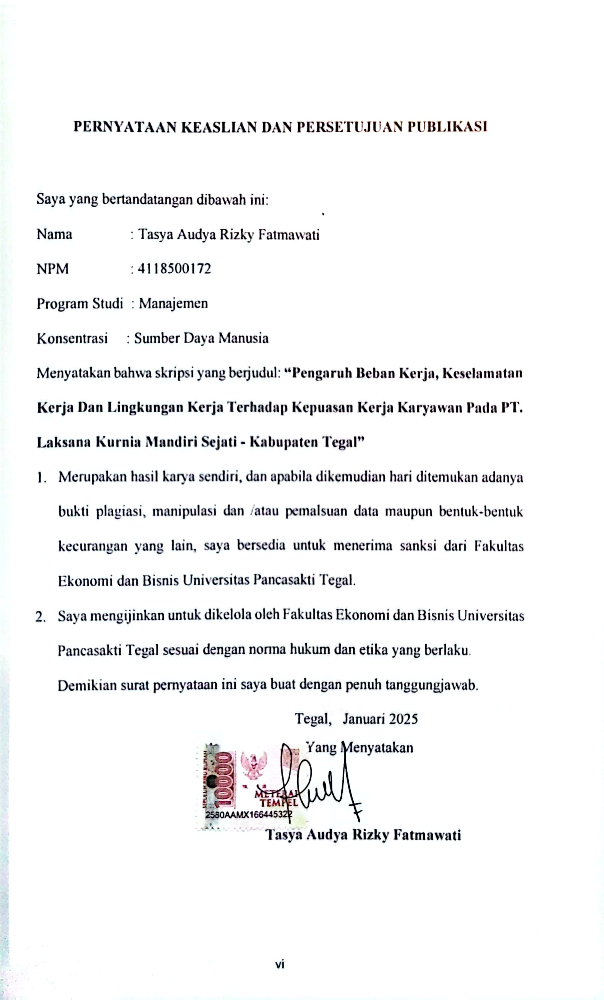 PERNYATAAN KEASLIAN DAN PERSETUJUAN PUBLIKASI
Saya yang bertandatangan dibawah ini:
Nama : Tasya Audya Rizky Fatmawati
NPM : 4118500172
Program Studi : Manajemen
Konsentrasi : Sumber Daya Manusia
Menyatakan bahwa skripsi yang berjudul: “Pengaruh Beban Kerja, Keselamatan
Kerja Dan Lingkungan Kerja Terhadap Kepuasan Kerja Karyawan Pada PT.
Laksana Kurnia Mandiri Sejati - Kabupaten Tegal”
1. Merupakan hasil karya sendiri, dan apabila dikemudian hari ditemukan adanya
bukti plagiasi, manipulasi dan /atau pemalsuan data maupun bentuk-bentuk
kecurangan yang lain, saya bersedia untuk menerima sanksi dari Fakultas
Ekonomi dan Bisnis Universitas Pancasakti Tegal.
2. Saya mengijinkan untuk dikelola oleh Fakultas Ekonomi dan Bisnis Universitas
Pancasakti Tegal sesuai dengan norma hukum dan etika yang berlaku.
Demikian surat pernyataan ini saya buat dengan penuh tanggungjawab.
Tegal, Januari 2025
Yang Menyatakan
SEPULUH RIBU RUPIAH
10000
METERAI
TEMPEL
2580AAMX166445322
Tasya Audya Rizky Fatmawati
vi